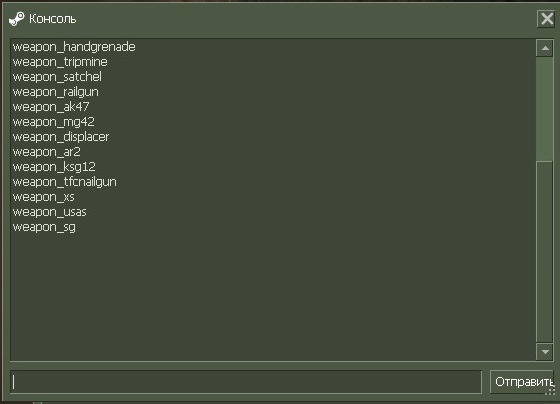 Консоль
weapon_handgrenade
weapon_tripmine
weapon_satchel
weapon_railgun
weapon_ak47
weapon_mg42
weapon_displacer
weapon_ar2
weapon_ksg12
weapon_tfcnailgun
weapon_xs
weapon_usas
weapon_sg
Отправить